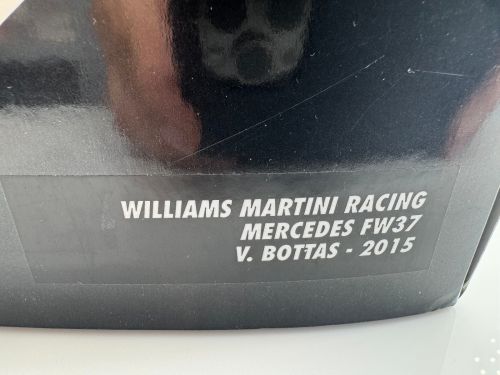 WILLIAMS MARTINI RACING
MERCEDES FW37
V. BOTTAS - 2015